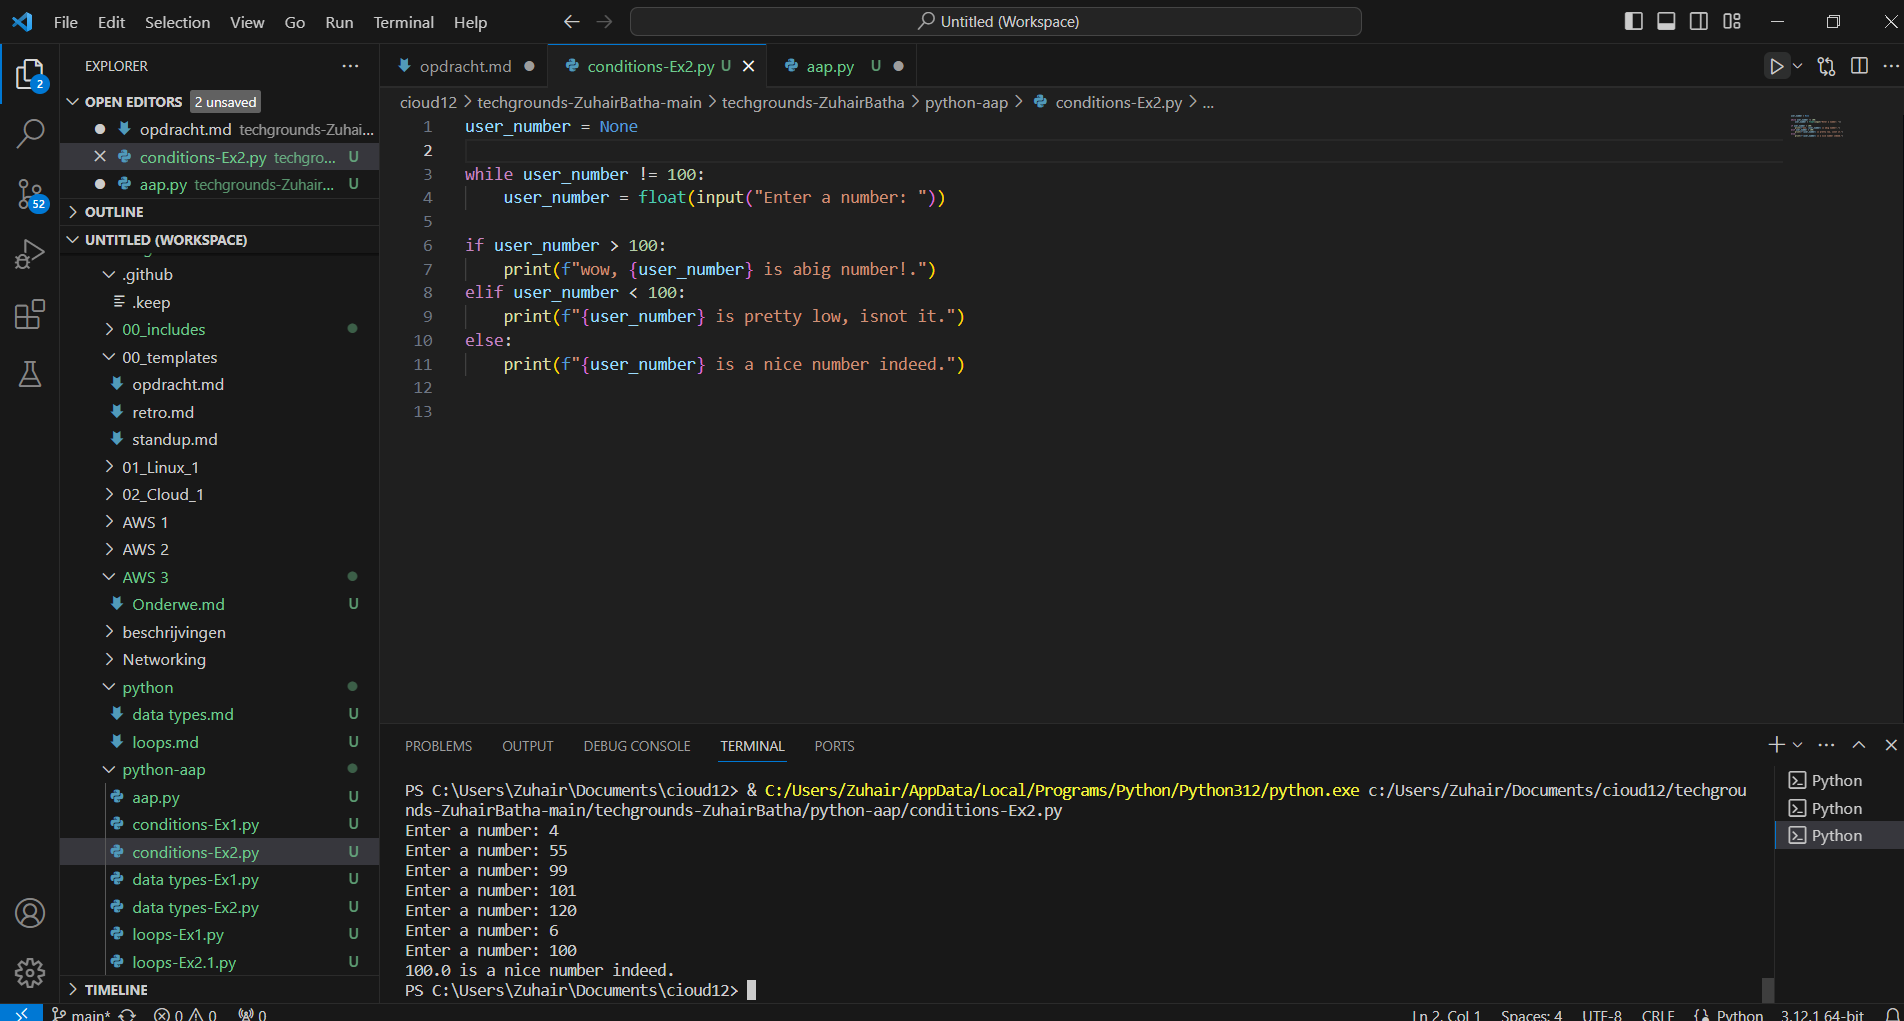 File Edit Selection View Go Run Terminal Help
Untitled (Workspace)
EXPLORER
OPEN EDITORS 2 unsaved
opdracht.md techgrounds-Zuhai...
conditions-Ex2.py techgro... U
aap.py techgrounds-Zuhair... U
OUTLINE
UNTITLED (WORKSPACE)
.github
.keep
00_includes
00_templates
opdracht.md
retro.md
standup.md
01_Linux_1
02_Cloud_1
AWS 1
AWS 2
AWS 3
Onderwe.md U
beschrijvingen
Networking
python
data types.md U
loops.md U
python-aap
aap.py U
conditions-Ex1.py U
conditions-Ex2.py U
data types-Ex1.py U
data types-Ex2.py U
loops-Ex1.py U
loops-Ex2.1.py U
TIMELINE
2
52
opdracht.md
conditions-Ex2.py U
aap.py U
cioud12 > techgrounds-ZuhairBatha-main > techgrounds-ZuhairBatha > python-aap > conditions-Ex2.py > ...
1 user_number = None
2
3 while user_number != 100:
4 user_number = float(input("Enter a number: "))
5
6 if user_number > 100:
7 print(f"wow, {user_number} is abig number!.")
8 elif user_number < 100:
9 print(f"{user_number} is pretty low, isnot it.")
10 else:
11 print(f"{user_number} is a nice number indeed.")
12
13
PROBLEMS OUTPUT DEBUG CONSOLE TERMINAL PORTS
PS C:\Users\Zuhair\Documents\cioud12> & C:/Users/Zuhair/AppData/Local/Programs/Python/Python312/python.exe c:/Users/Zuhair/Documents/cioud12/techgrou
nds-ZuhairBatha-main/techgrounds-ZuhairBatha/python-aap/conditions-Ex2.py
Enter a number: 4
Enter a number: 55
Enter a number: 99
Enter a number: 101
Enter a number: 120
Enter a number: 6
Enter a number: 100
100.0 is a nice number indeed.
PS C:\Users\Zuhair\Documents\cioud12>
Python
Python
Python
main* 0 0 0
Ln 2, Col 1 Spaces: 4 UTF-8 CRLF Python 3.12.1 64-bit